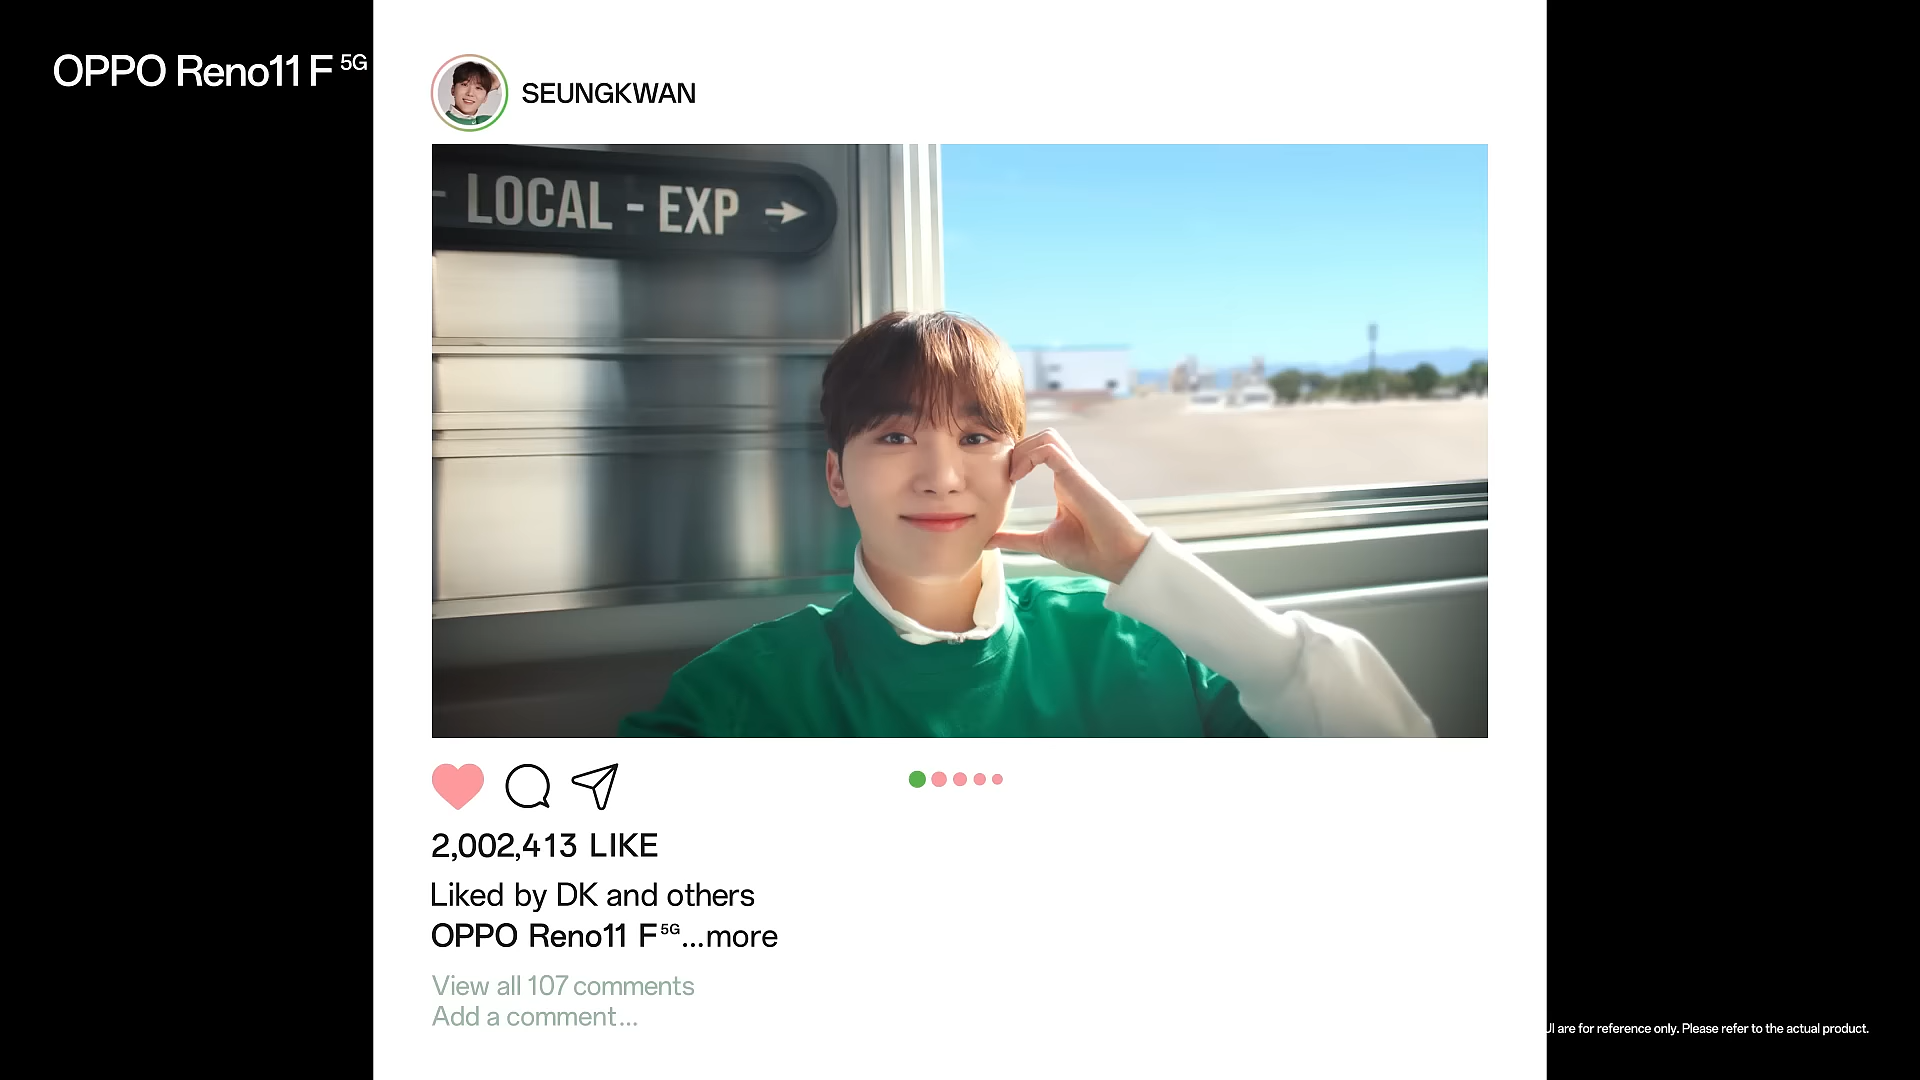 OPPO Reno11 F 5G
SEUNGKWAN
- LOCAL - EXP →
2,002,413 LIKE
Liked by DK and others
OPPO Reno11 F 5G...more
View all 107 comments
Add a comment...
UI are for reference only. Please refer to the actual product.